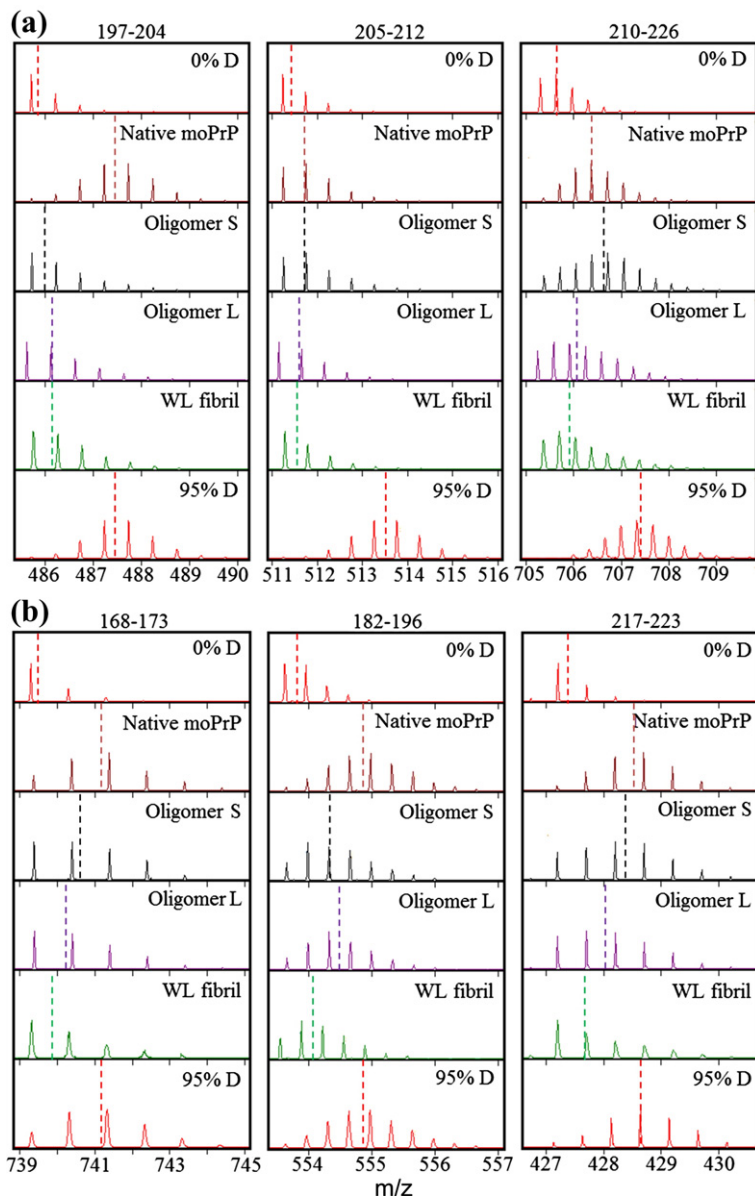 (a)
197-204 205-212 210-226
0% D 0% D 0% D
Native moPrP Native moPrP Native moPrP
Oligomer S Oligomer S Oligomer S
Oligomer L Oligomer L Oligomer L
WL fibril WL fibril WL fibril
95% D 95% D 95% D
486 487 488 489 490 511 512 513 514 515 516 705 706 707 708 709
(b)
168-173 182-196 217-223
0% D 0% D 0% D
Native moPrP Native moPrP Native moPrP
Oligomer S Oligomer S Oligomer S
Oligomer L Oligomer L Oligomer L
WL fibril WL fibril WL fibril
95% D 95% D 95% D
739 741 743 745 554 555 556 557 427 428 429 430
m/z